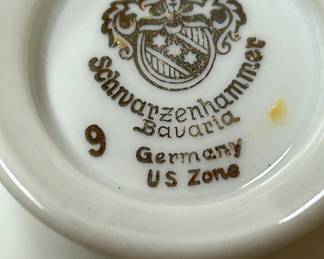 Schwarzenhammer
Bavaria
9 Germany
US Zone